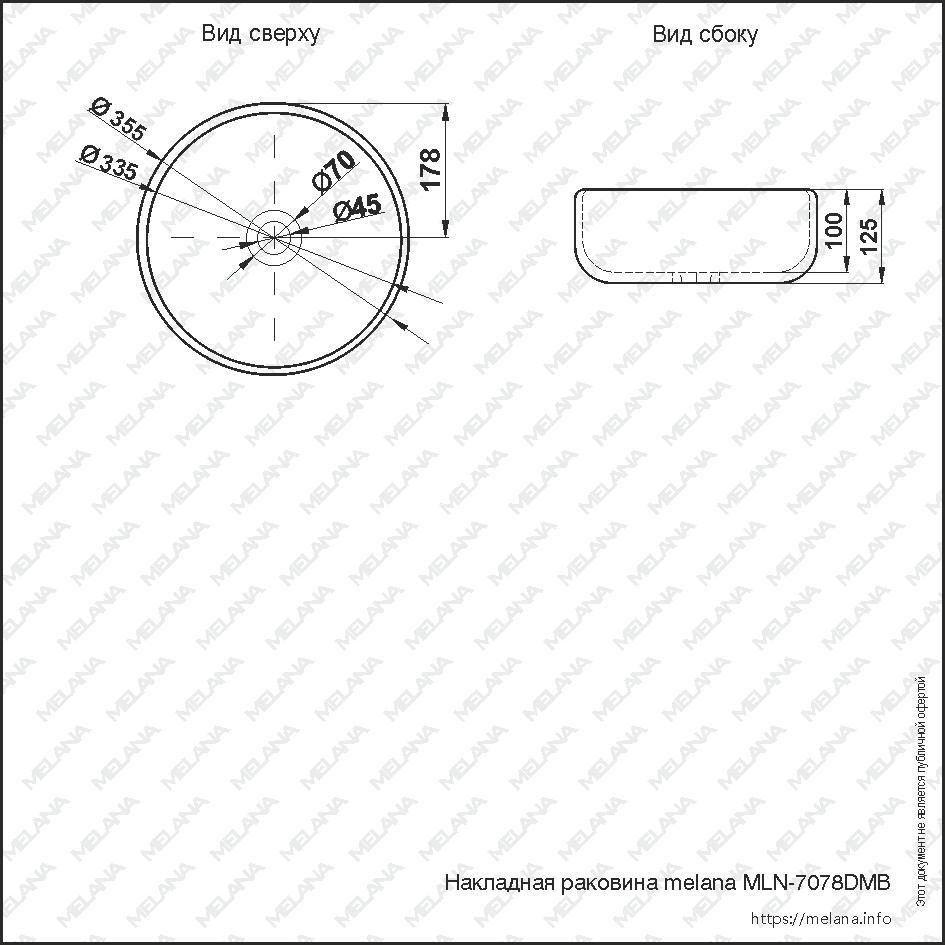 Вид сверху
Вид сбоку
Ø 355
Ø 335
Ø70
Ø45
178
100
125
Этот документ не является публичной офертой
Накладная раковина melana MLN-7078DMB
https://melana.info
MELANA